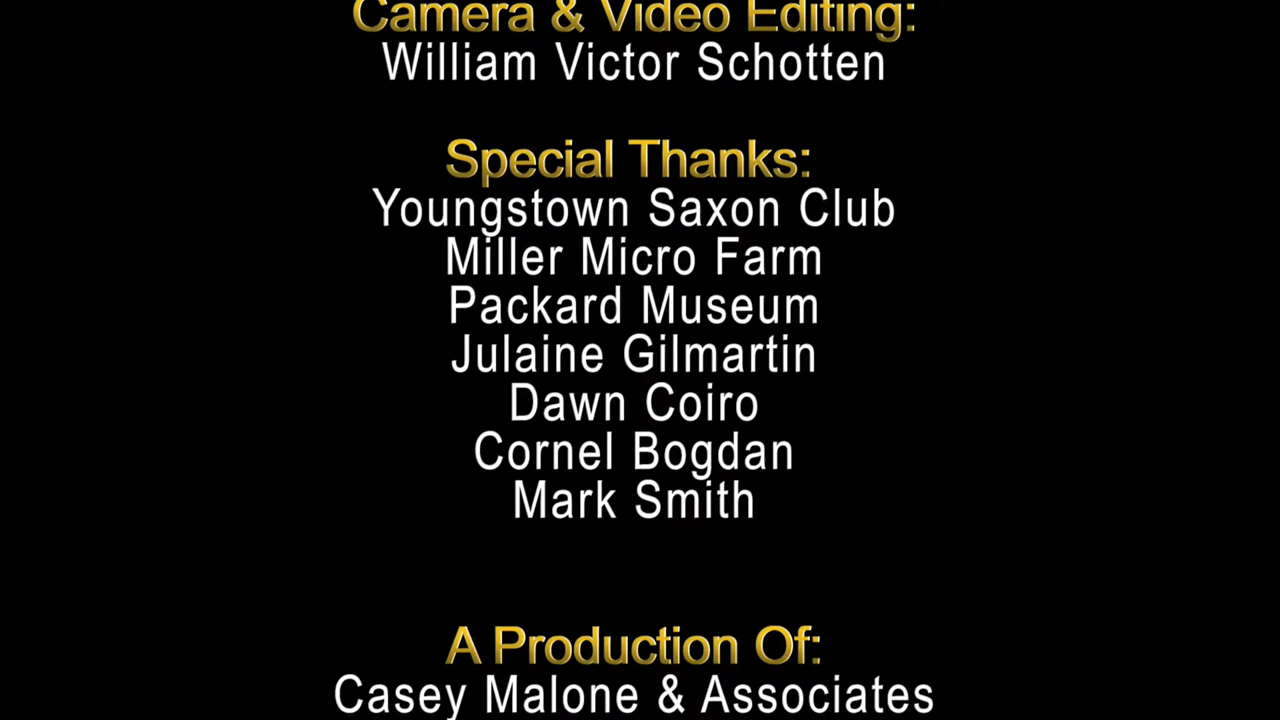 Camera & Video Editing:
William Victor Schotten
Special Thanks:
Youngstown Saxon Club
Miller Micro Farm
Packard Museum
Julaine Gilmartin
Dawn Coiro
Cornel Bogdan
Mark Smith
A Production Of:
Casey Malone & Associates